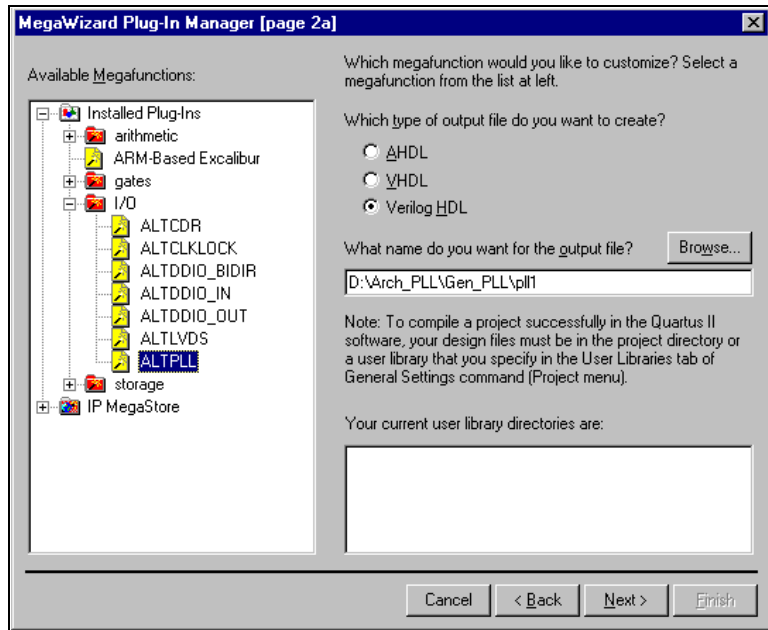 MegaWizard Plug-In Manager [page 2a]
Available Megafunctions:
Installed Plug-Ins
arithmetic
ARM-Based Excalibur
gates
I/O
ALTCDR
ALTCLKLOCK
ALTDDIO_BIDIR
ALTDDIO_IN
ALTDDIO_OUT
ALTLVDS
ALTPLL
storage
IP MegaStore
Which megafunction would you like to customize? Select a
megafunction from the list at left.
Which type of output file do you want to create?
AHDL
VHDL
Verilog HDL
What name do you want for the output file?
Browse...
D:\Arch_PLL\Gen_PLL\pll1
Note: To compile a project successfully in the Quartus II
software, your design files must be in the project directory or
a user library that you specify in the User Libraries tab of
General Settings command (Project menu).
Your current user library directories are:
Cancel
< Back
Next >
Finish